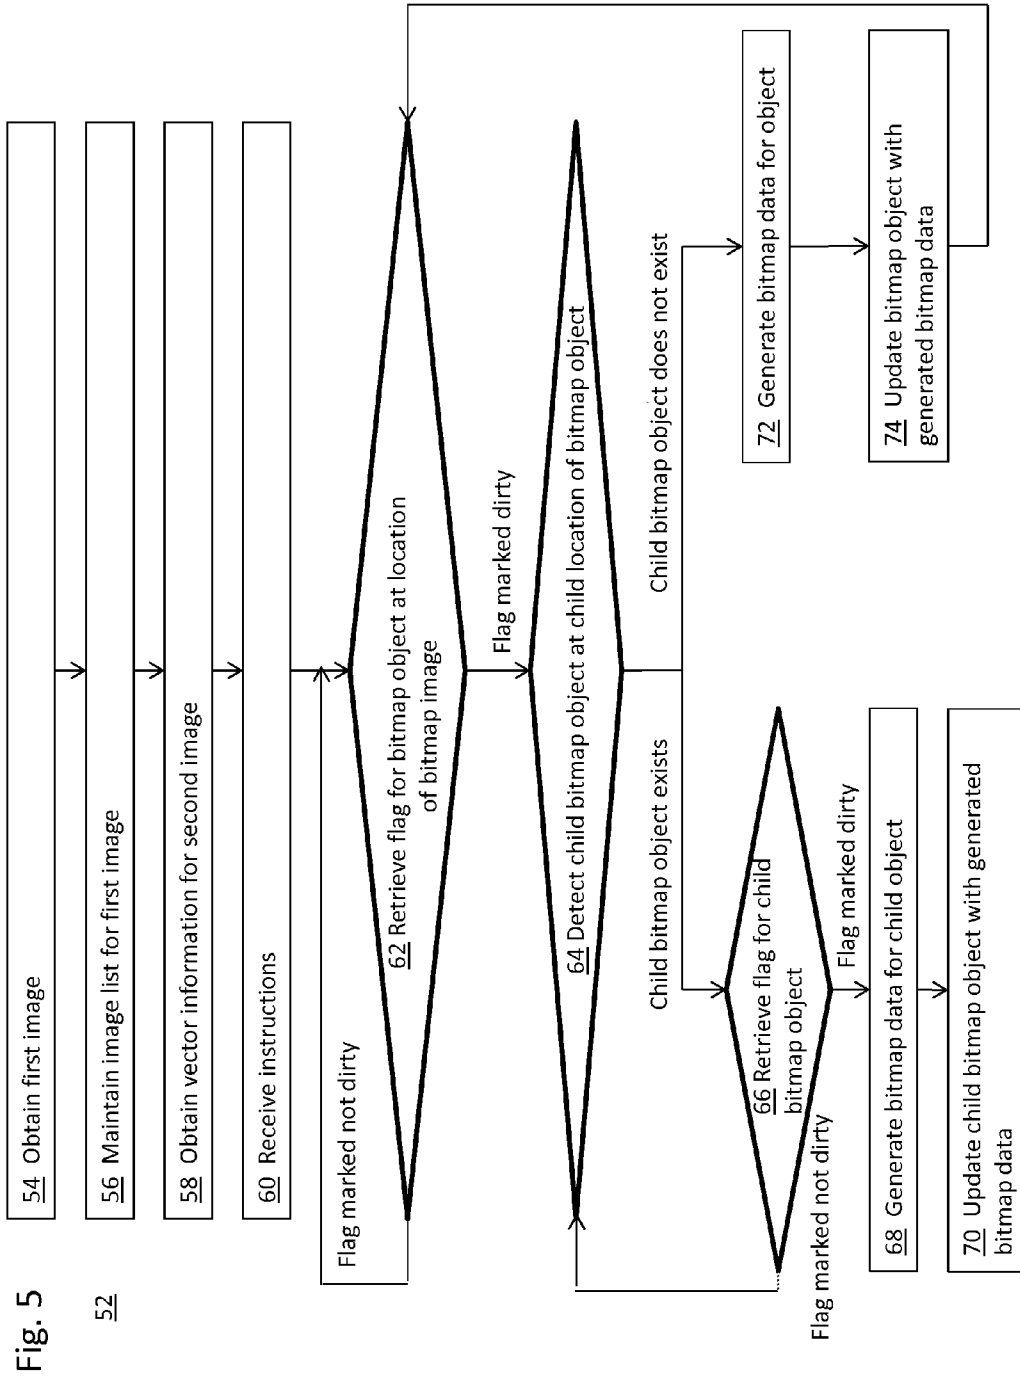 Fig. 5
52
54 Obtain first image
56 Maintain image list for first image
58 Obtain vector information for second image
60 Receive instructions
Flag marked not dirty
62 Retrieve flag for bitmap object at location
of bitmap image
Flag marked dirty
64 Detect child bitmap object at child location of bitmap object
Child bitmap object exists
Child bitmap object does not exist
66 Retrieve flag for child
bitmap object
Flag marked not dirty
Flag marked dirty
68 Generate bitmap data for child object
70 Update child bitmap object with generated
bitmap data
72 Generate bitmap data for object
74 Update bitmap object with
generated bitmap data